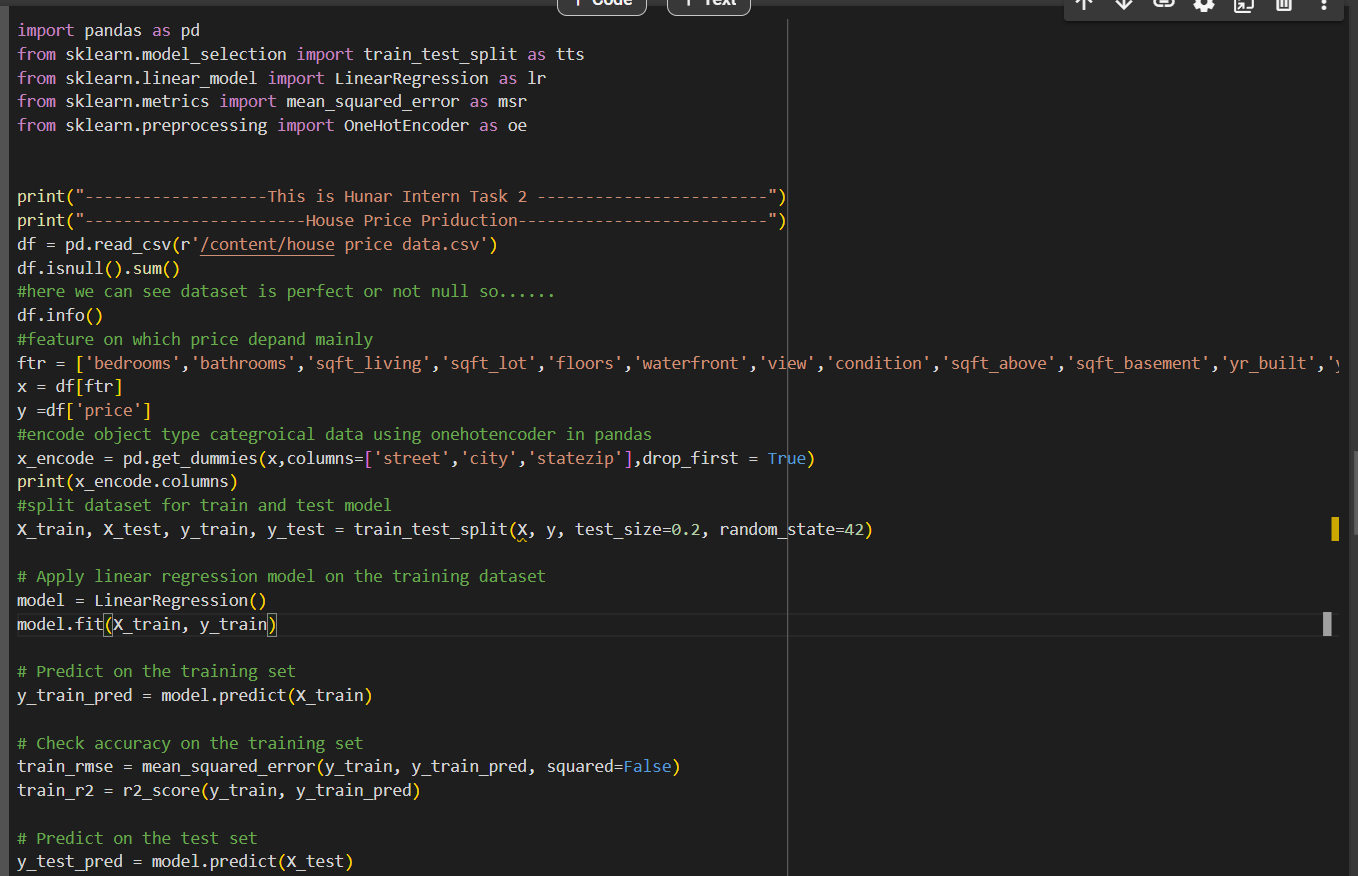 Code Text
import pandas as pd
from sklearn.model_selection import train_test_split as tts
from sklearn.linear_model import LinearRegression as lr
from sklearn.metrics import mean_squared_error as msr
from sklearn.preprocessing import OneHotEncoder as oe
print("-------------------This is Hunar Intern Task 2 ------------------------")
print("-----------------------House Price Priduction--------------------------")
df = pd.read_csv(r'/content/house price data.csv')
df.isnull().sum()
#here we can see dataset is perfect or not null so......
df.info()
#feature on which price depand mainly
ftr = ['bedrooms','bathrooms','sqft_living','sqft_lot','floors','waterfront','view','condition','sqft_above','sqft_basement','yr_built','
x = df[ftr]
y =df['price']
#encode object type categroical data using onehotencoder in pandas
x_encode = pd.get_dummies(x,columns=['street','city','statezip'],drop_first = True)
print(x_encode.columns)
#split dataset for train and test model
X_train, X_test, y_train, y_test = train_test_split(X, y, test_size=0.2, random_state=42)
# Apply linear regression model on the training dataset
model = LinearRegression()
model.fit(X_train, y_train)
# Predict on the training set
y_train_pred = model.predict(X_train)
# Check accuracy on the training set
train_rmse = mean_squared_error(y_train, y_train_pred, squared=False)
train_r2 = r2_score(y_train, y_train_pred)
# Predict on the test set
y_test_pred = model.predict(X_test)